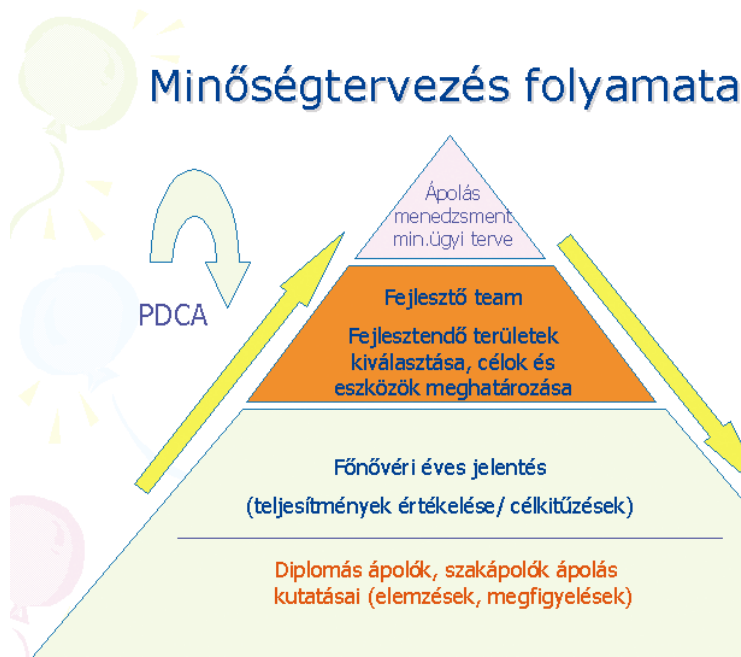 Minőségtervezés folyamata
Ápolás
menedzsment
min.ügyi terve
PDCA
Fejlesztő team
Fejlesztendő területek
kiválasztása, célok és
eszközök meghatározása
Főnővéri éves jelentés
(teljesítmények értékelése/ célkitűzések)
Diplomás ápolók, szakápolók ápolás
kutatásai (elemzések, megfigyelések)